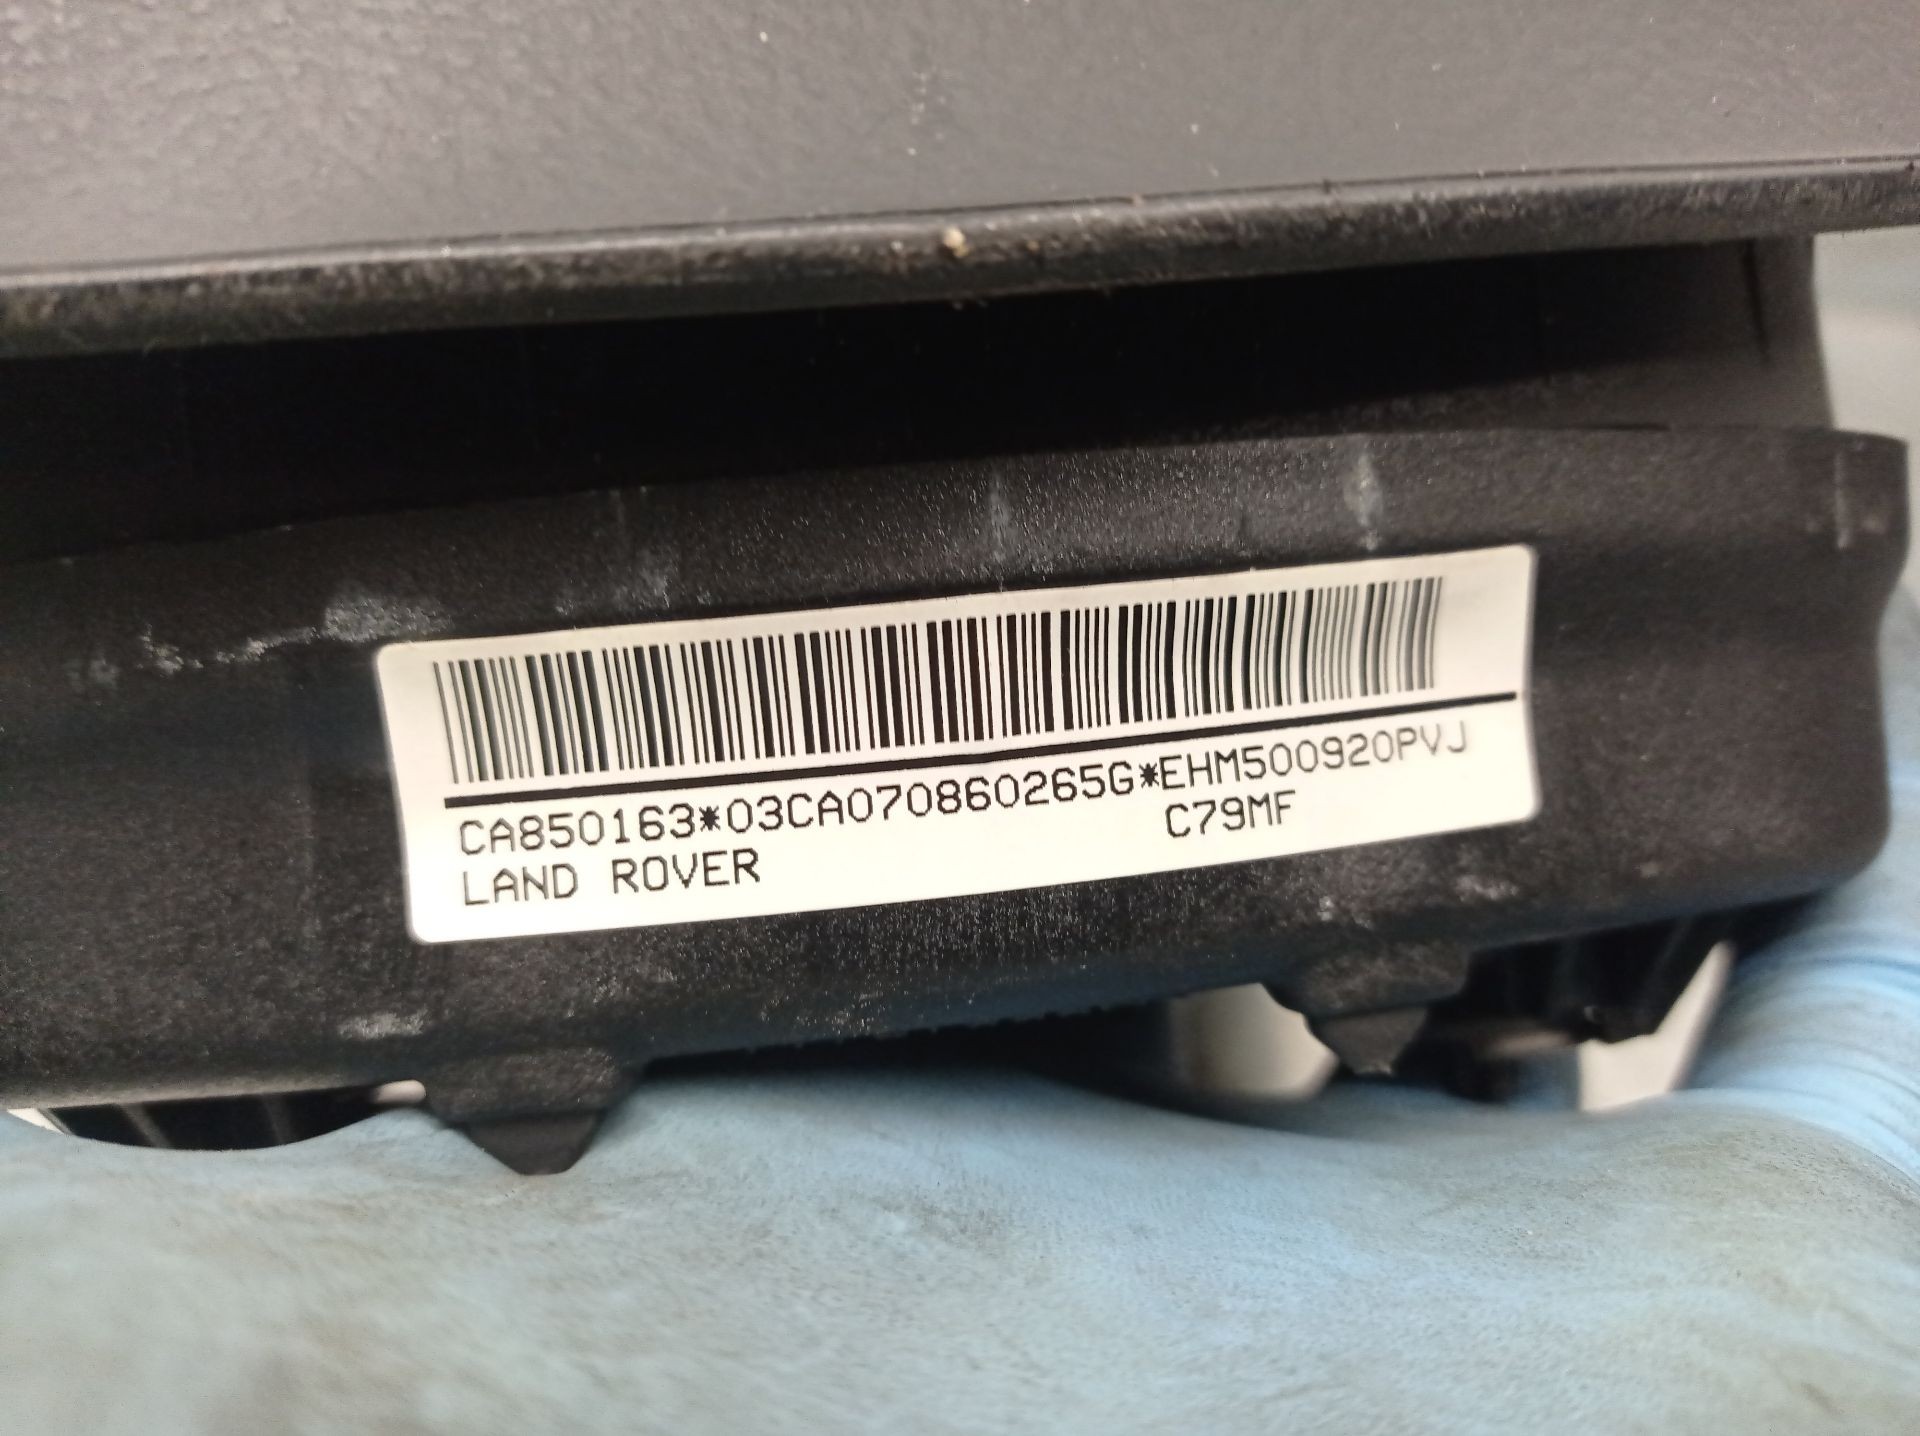 CA850163*03CA070860265G*EHM500920PVJ
LAND ROVER C79MF